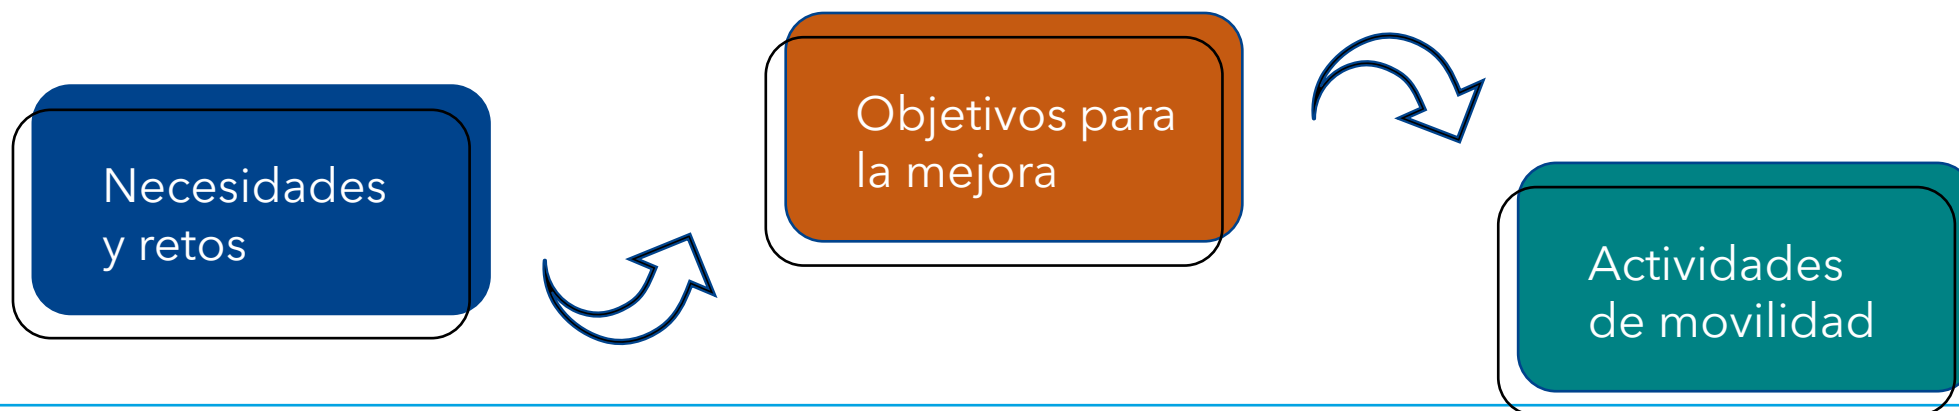 Necesidades
y retos
Objetivos para
la mejora
Actividades
de movilidad